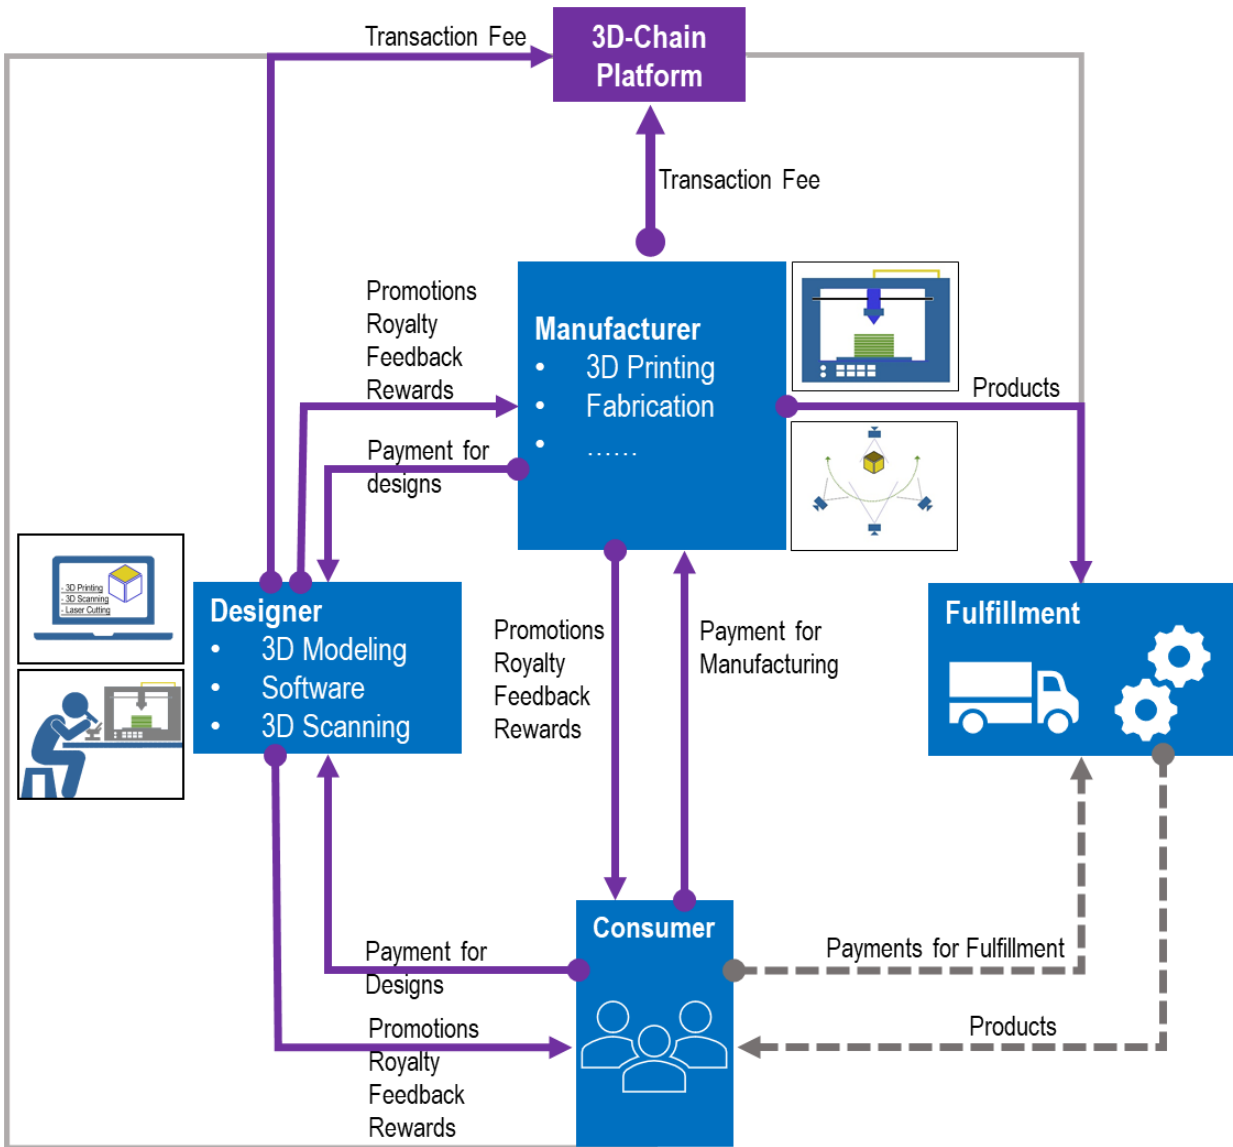 Transaction Fee
3D-Chain
Platform
Transaction Fee
Promotions
Royalty
Feedback
Rewards
Manufacturer
• 3D Printing
• Fabrication
• ......
Products
Payment for
designs
- 3D Printing
- 3D Scanning
- Laser Cutting
Designer
• 3D Modeling
• Software
• 3D Scanning
Promotions
Royalty
Feedback
Rewards
Payment for
Manufacturing
Fulfillment
Consumer
Payment for
Designs
Payments for Fulfillment
Products
Promotions
Royalty
Feedback
Rewards